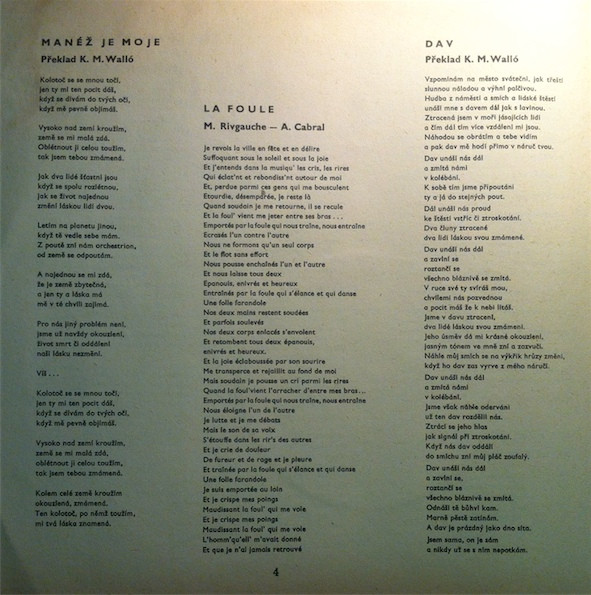 MANÉŽ JE MOJE
Překlad K. M. Walló
Kolotoč se se mnou točí,
jen ty mi ten pocit dáš,
když se dívám do tvých očí,
když mě pevně objímáš.
Vysoko nad zemí kroužím,
země se mi malá zdá.
Oblétnout ji celou toužím,
tak jsem tebou zmámená.
Jak dva lidé šťastní jsou
když se spolu rozlétnou,
jak se život najednou
změní láskou lidí dvou.
Letím na planetu jinou,
když tě vedle sebe mám.
Z poutě zní nám orchestrion,
od země se odpoutám.
A najednou se mi zdá,
že je země zbytečná,
a jen ty a láska má
mě v té chvíli zajímá.
Pro nás jiný problém není,
jsme už navždy okouzleni,
život smrt či oddálení
naši lásku nezmění.
Víš ...
Kolotoč se se mnou točí,
jen ty mi ten pocit dáš,
když se dívám do tvých očí,
když mě pevně objímáš.
Vysoko nad zemí kroužím,
země se mi malá zdá,
oblétnout ji celou toužím,
tak jsem tebou zmámená.
Kolem celé země kroužím
okouzlená, zmámená.
Ten kolotoč, po němž toužím,
mi tvá láska znamená.
LA FOULE
M. Rivgauche — A. Cabral
Je revois la ville en fête et en délire
Suffoquant sous le soleil et sous la joie
Et j'entends dans la musiqu' les cris, les rires
Qui éclat'nt et rebondiss'nt autour de moi
Et, perdue parmi ces gens qui me bousculent
Etourdie, désemparée, je reste là
Quand soudain je me retourne, il se recule
Et la foul' vient me jeter entre ses bras ...
Emportés par la foule qui nous traîne, nous entraîne
Ecrasés l'un contre l'autre
Nous ne formons qu'un seul corps
Et le flot sans effort
Nous pousse enchaînés l'un et l'autre
Et nous laisse tous deux
Epanouis, enivrés et heureux
Entraînés par la foule qui s'élance et qui danse
Une folle farandole
Nos deux mains restent soudées
Et parfois soulevés
Nos deux corps enlacés s'envolent
Et retombent tous deux épanouis,
enivrés et heureux.
Et la joie éclaboussée par son sourire
Me transperce et rejaillit au fond de moi
Mais soudain je pousse un cri parmi les rires
Quand la foul'vient l'arracher d'entre mes bras...
Emportés par la foule qui nous traîne, nous entraîne
Nous éloigne l'un de l'autre
Je lutte et je me débats
Mais le son de sa voix
S'étouffe dans les rir's des autres
Et je crie de douleur
De fureur et de rage et je pleure
Et traînée par la foule qui s'élance et qui danse
Une folle farandole
Je suis emportée au loin
Et je crispe mes poings
Maudissant la foul' qui me vole
Et je crispe mes poings
Maudissant la foul' qui me vole
L'homm'qu'ell' m'avait donné
Et que je n'ai jamais retrouvé
DAV
Překlad K. M. Walló
Vzpomínám na město sváteční, jak třeští
sluneční náladou a výhní palčivou.
Hudba z náměstí a smích a lidské štěstí
unáší mne s davem dál jak s lavinou.
Ztracená jsem v moři jásajících lidí
a čím dál tím více vzdálení mi jsou.
Náhodou se obrátím a tebe vidím
a pak dav mě hodí přímo v náruč tvou.
Dav unáší nás dál
a zmítá námi
v kolébání.
K sobě tím jsme připoutáni
ty a já do stejných pout.
Dál unáší nás proud
ke štěstí vstříc či ztroskotání.
Dva čluny ztracené
dva lidi láskou svou zmámené.
Dav unáší nás dál
a zavlní se
roztančí se
všechno bláznivě se zmítá.
V ruce své ty svíráš mou,
chvílemi nás pozvednou
a pocit máš že k nebi lítáš.
Jsme v davu ztraceni,
dva lidé láskou svou zmámení.
Jeho úsměv dá mi krásné okouzlení,
jasným tónem ve mně zní a zazvučí.
Náhle můj smích se na výkřik hrůzy změní,
když ho dav zas vyrve z mého náručí.
Dav unáší nás dál
a zmítá námi
v kolébání.
Jsme však náhle oderváni
už ten dav rozdělil nás.
Ztrácí se jeho hlas
jak signál při ztroskotání.
Když nás dav oddálí
do smíchu zní můj pláč zoufalý.
Dav unáší nás dál
a zavlní se,
roztančí se
všechno bláznivě se zmítá.
Odnáší tě bůhví kam.
Marně pěstě zatínám.
A dav je prázdný jako dno síta.
Jsem sama, on je sám
a nikdy už se s ním nepotkám.
4